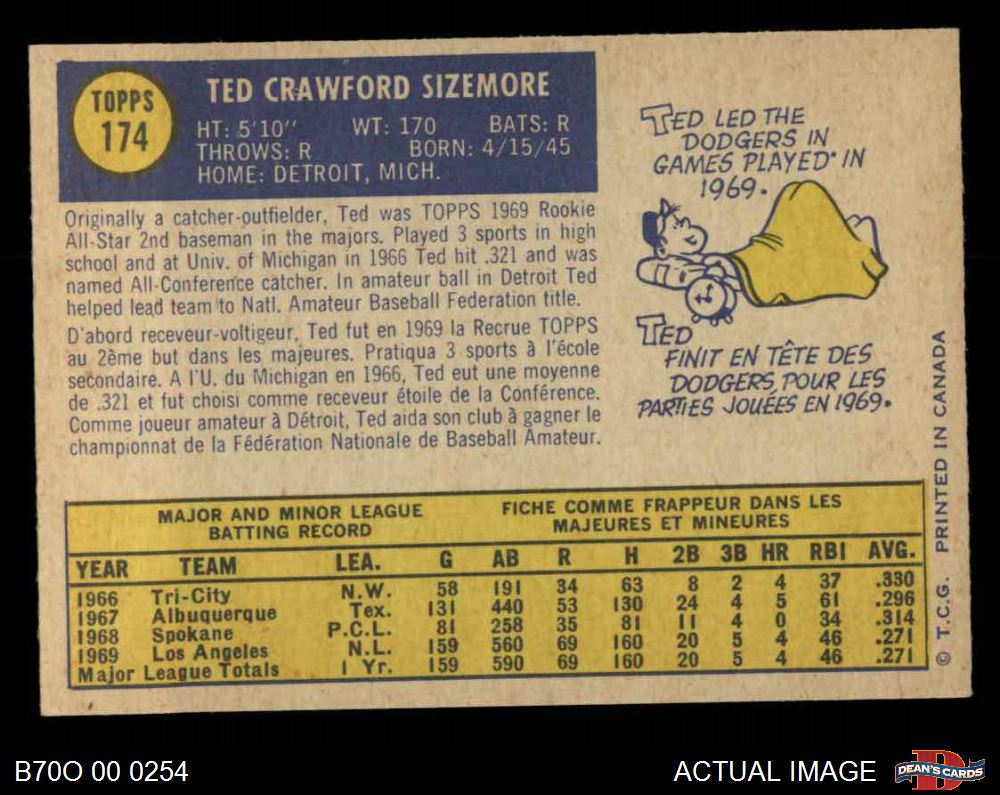 TOPPS
174
TED CRAWFORD SIZEMORE
HT: 5'10" WT: 170 BATS: R
THROWS: R BORN: 4/15/45
HOME: DETROIT, MICH.
Originally a catcher-outfielder, Ted was TOPPS 1969 Rookie
All-Star 2nd baseman in the majors. Played 3 sports in high
school and at Univ. of Michigan in 1966 Ted hit .321 and was
named All-Conference catcher. In amateur ball in Detroit Ted
helped lead team to Natl. Amateur Baseball Federation title.
D'abord receveur-voltigeur, Ted fut en 1969 la Recrue TOPPS
au 2ème but dans les majeures. Pratiqua 3 sports à l'école
secondaire. A l'U. du Michigan en 1966, Ted eut une moyenne
de .321 et fut choisi comme receveur étoile de la Conférence.
Comme joueur amateur à Détroit, Ted aida son club à gagner le
championnat de la Fédération Nationale de Baseball Amateur.
TED LED THE
DODGERS IN
GAMES PLAYED IN
1969.
TED
FINIT EN TÊTE DES
DODGERS POUR LES
PARTIES JOUÉES EN 1969.
MAJOR AND MINOR LEAGUE
BATTING RECORD
FICHE COMME FRAPPEUR DANS LES
MAJEURES ET MINEURES
YEAR TEAM LEA. G AB R H 2B 3B HR RBI AVG.
1966 Tri-City N.W. 58 191 34 63 8 2 4 37 .330
1967 Albuquerque Tex. 131 440 53 130 24 4 5 61 .296
1968 Spokane P.C.L. 81 258 35 81 11 4 0 34 .314
1969 Los Angeles N.L. 159 560 69 160 20 5 4 46 .271
Major League Totals 1 Yr. 159 590 69 160 20 5 4 46 .271
© T.C.G. PRINTED IN CANADA
B70O 00 0254
ACTUAL IMAGE
DEAN'S CARDS